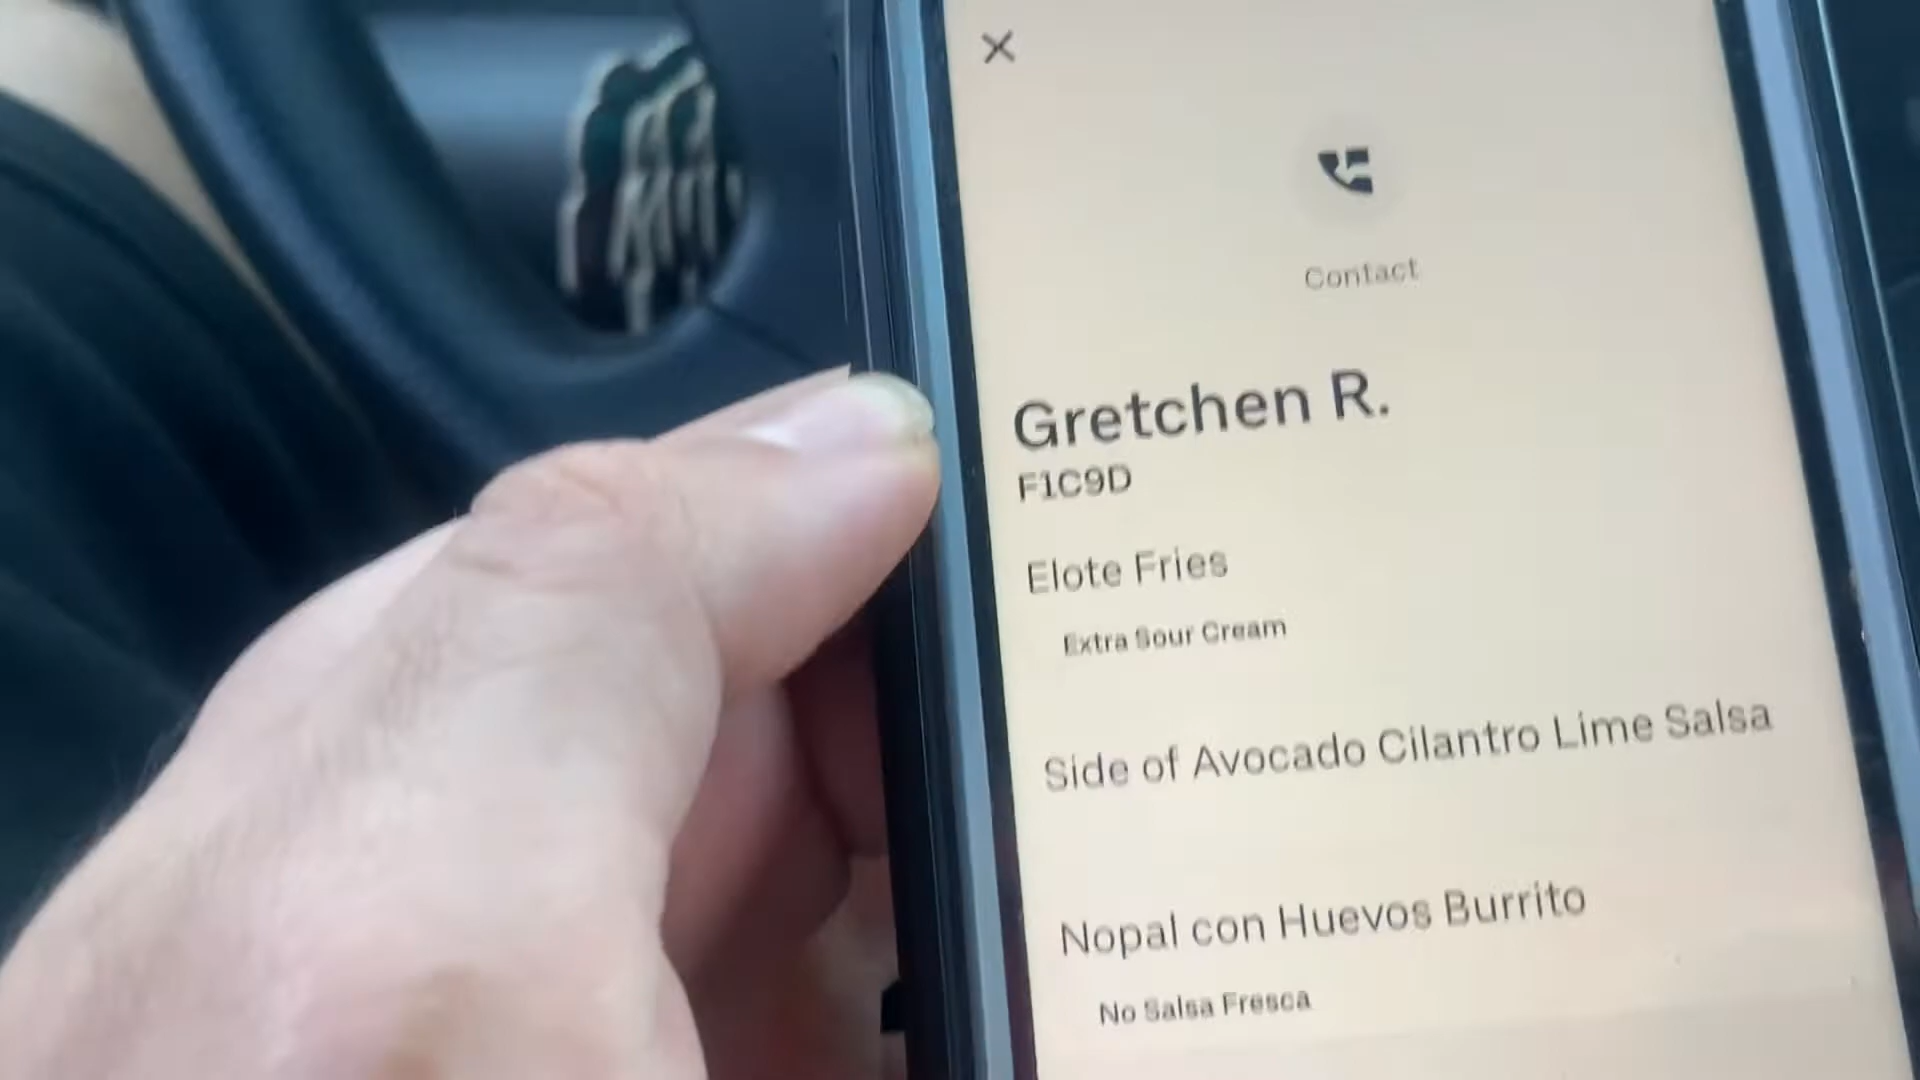 Contact
Gretchen R.
F1C9D
Elote Fries
Extra Sour Cream
Side of Avocado Cilantro Lime Salsa
Nopal con Huevos Burrito
No Salsa Fresca